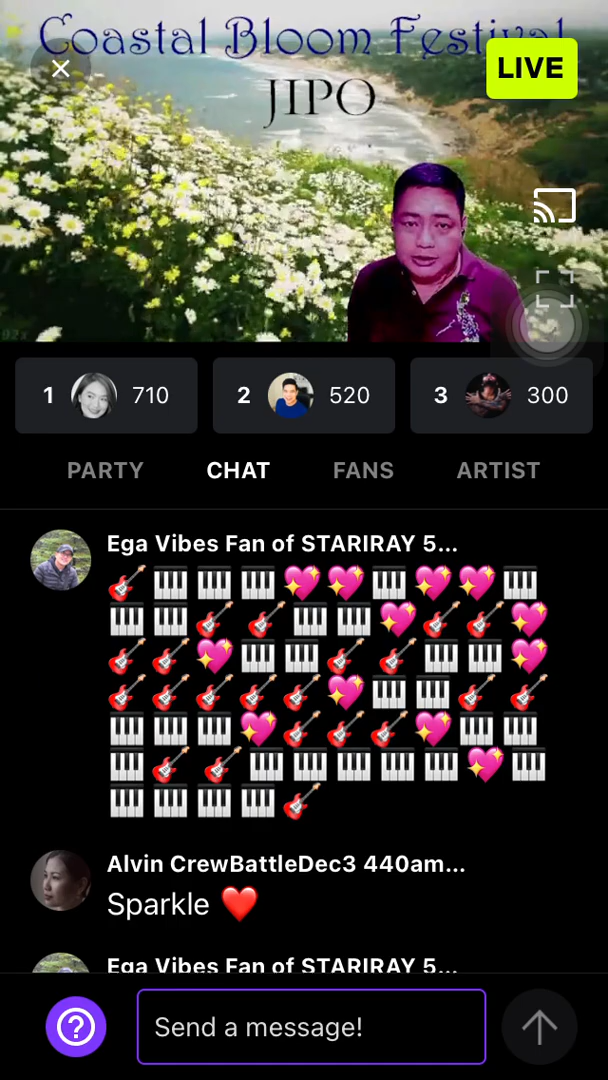 Coastal Bloom Festival
LIVE
JIPO
1 710
2 520
3 300
PARTY CHAT FANS ARTIST
Ega Vibes Fan of STARIRAY 5...
Alvin CrewBattleDec3 440am...
Sparkle ❤️
Ega Vibes Fan of STARIRAY 5...
Send a message!